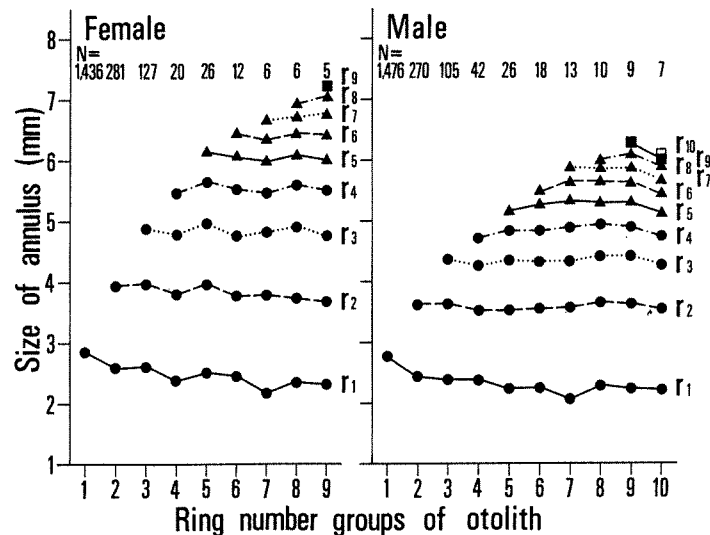 Female
N=
1,436 281 127 20 26 12 6 6 5
r9
r8
r7
r6
r5
r4
r3
r2
r1
Male
N=
1,476 270 105 42 26 18 13 10 9 7
r10
r9
r8
r7
r6
r5
r4
r3
r2
r1
8
7
6
5
4
3
2
1
Size of annulus (mm)
1 2 3 4 5 6 7 8 9
1 2 3 4 5 6 7 8 9 10
Ring number groups of otolith